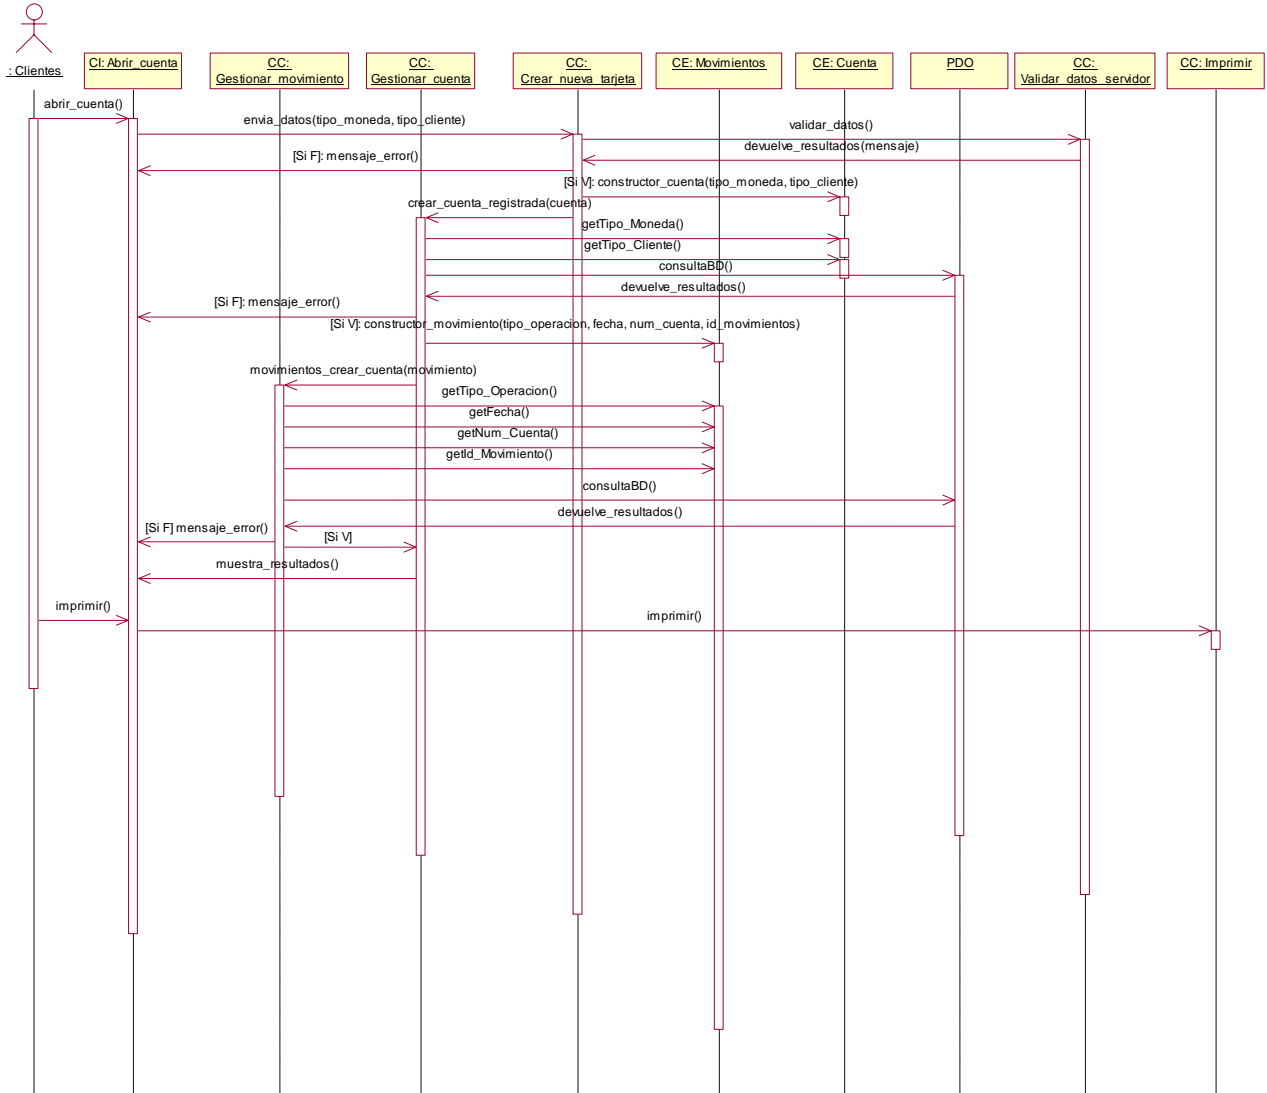 : Clientes
CI: Abrir_cuenta
CC:
Gestionar_movimiento
CC:
Gestionar_cuenta
CC:
Crear_nueva_tarjeta
CE: Movimientos
CE: Cuenta
PDO
CC:
Validar_datos_servidor
CC: Imprimir
abrir_cuenta()
envia_datos(tipo_moneda, tipo_cliente)
validar_datos()
devuelve_resultados(mensaje)
[Si F]: mensaje_error()
[Si V]: constructor_cuenta(tipo_moneda, tipo_cliente)
crear_cuenta_registrada(cuenta)
getTipo_Moneda()
getTipo_Cliente()
consultaBD()
devuelve_resultados()
[Si F]: mensaje_error()
[Si V]: constructor_movimiento(tipo_operacion, fecha, num_cuenta, id_movimientos)
movimientos_crear_cuenta(movimiento)
getTipo_Operacion()
getFecha()
getNum_Cuenta()
getId_Movimiento()
consultaBD()
devuelve_resultados()
[Si F] mensaje_error()
[Si V]
muestra_resultados()
imprimir()
imprimir()